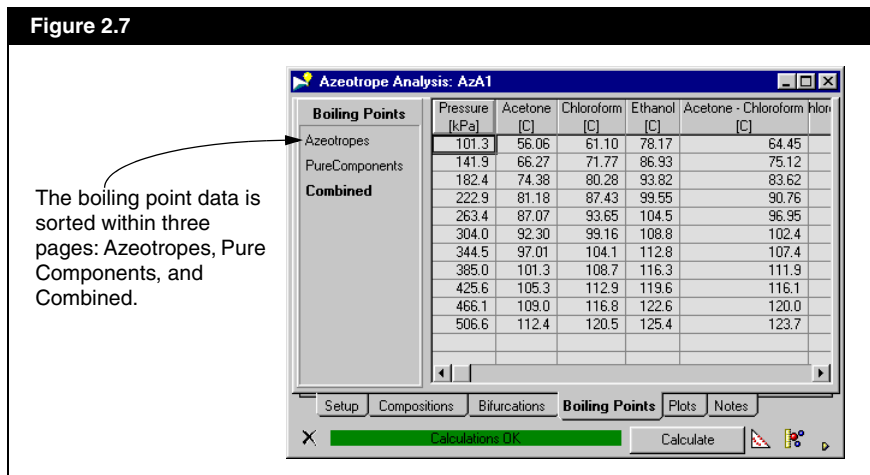 Figure 2.7
The boiling point data is
sorted within three
pages: Azeotropes, Pure
Components, and
Combined.
Azeotrope Analysis: AzA1
Boiling Points
Azeotropes
PureComponents
Combined
Pressure Acetone Chloroform Ethanol Acetone - Chloroform
[kPa] [C] [C] [C] [C]
101.3 56.06 61.10 78.17 64.45
141.9 66.27 71.77 86.93 75.12
182.4 74.38 80.28 93.82 83.62
222.9 81.18 87.43 99.55 90.76
263.4 87.07 93.65 104.5 96.95
304.0 92.30 99.16 108.8 102.4
344.5 97.01 104.1 112.8 107.4
385.0 101.3 108.7 116.3 111.9
425.6 105.3 112.9 119.6 116.1
466.1 109.0 116.8 122.6 120.0
506.6 112.4 120.5 125.4 123.7
Setup Compositions Bifurcations Boiling Points Plots Notes
Calculations OK Calculate